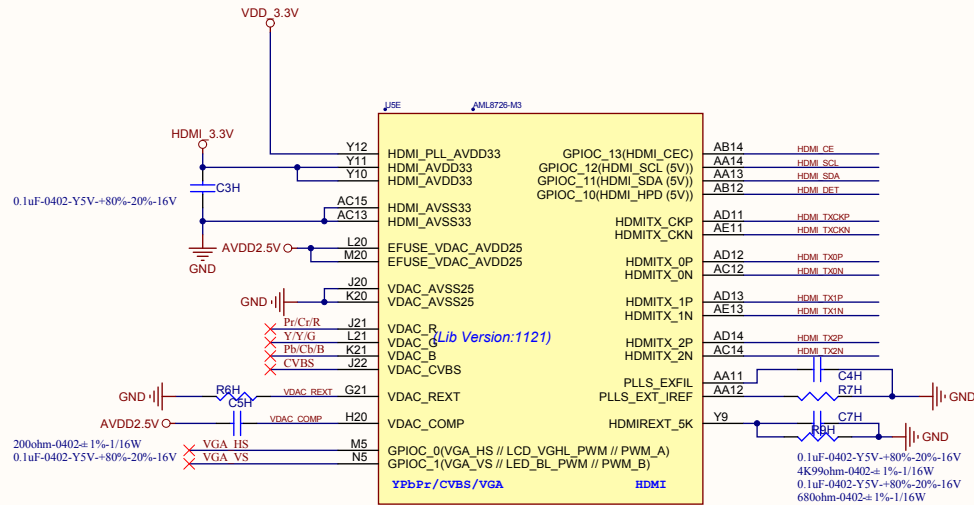 VDD_3.3V
U5E
AML8726-M3
HDMI_3.3V
C3H
0.1uF-0402-Y5V-+80%-20%-16V
GND
AVDD2.5V
GND
Pr/Cr/R
Y/Y/G
Pb/Cb/B
CVBS
GND
R6H
VDAC_REXT
C5H
AVDD2.5V
VDAC_COMP
200ohm-0402-±1%-1/16W
0.1uF-0402-Y5V-+80%-20%-16V
VGA_HS
VGA_VS
Y12 HDMI_PLL_AVDD33
Y11 HDMI_AVDD33
Y10 HDMI_AVDD33
AC15 HDMI_AVSS33
AC13 HDMI_AVSS33
L20 EFUSE_VDAC_AVDD25
M20 EFUSE_VDAC_AVDD25
J20 VDAC_AVSS25
K20 VDAC_AVSS25
J21 VDAC_R
L21 VDAC_G
K21 VDAC_B
J22 VDAC_CVBS
G21 VDAC_REXT
H20 VDAC_COMP
M5 GPIOC_0(VGA_HS // LCD_VGHL_PWM // PWM_A)
N5 GPIOC_1(VGA_VS // LED_BL_PWM // PWM_B)
(Lib Version:1121)
YPbPr/CVBS/VGA
HDMI
GPIOC_13(HDMI_CEC) AB14 HDMI_CE
GPIOC_12(HDMI_SCL (5V)) AA14 HDMI_SCL
GPIOC_11(HDMI_SDA (5V)) AA13 HDMI_SDA
GPIOC_10(HDMI_HPD (5V)) AB12 HDMI_DET
HDMITX_CKP AD11 HDMI_TXCKP
HDMITX_CKN AE11 HDMI_TXCKN
HDMITX_0P AD12 HDMI_TX0P
HDMITX_0N AC12 HDMI_TX0N
HDMITX_1P AD13 HDMI_TX1P
HDMITX_1N AE13 HDMI_TX1N
HDMITX_2P AD14 HDMI_TX2P
HDMITX_2N AC14 HDMI_TX2N
PLLS_EXFIL AA11
C4H
PLLS_EXT_IREF AA12
R7H
GND
HDMIREXT_5K Y9
C7H
R9H
GND
0.1uF-0402-Y5V-+80%-20%-16V
4K99ohm-0402-±1%-1/16W
0.1uF-0402-Y5V-+80%-20%-16V
680ohm-0402-±1%-1/16W